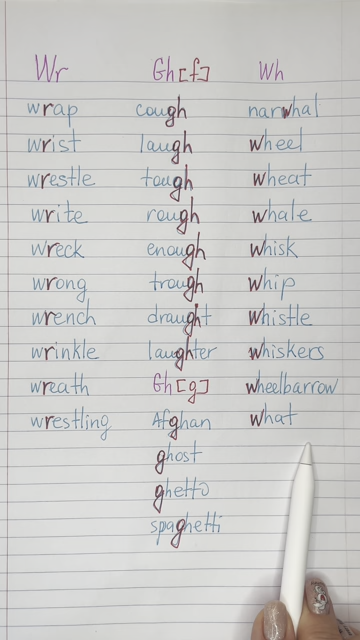 Wr Gh[f] Wh
wrap cough narwhal
wrist laugh wheel
wrestle tough wheat
write rough whale
wreck enough whisk
wrong trough whip
wrench draught whistle
wrinkle laughter whiskers
wreath Gh[g] wheelbarrow
wrestling Afghan what
ghost
ghetto
spaghetti